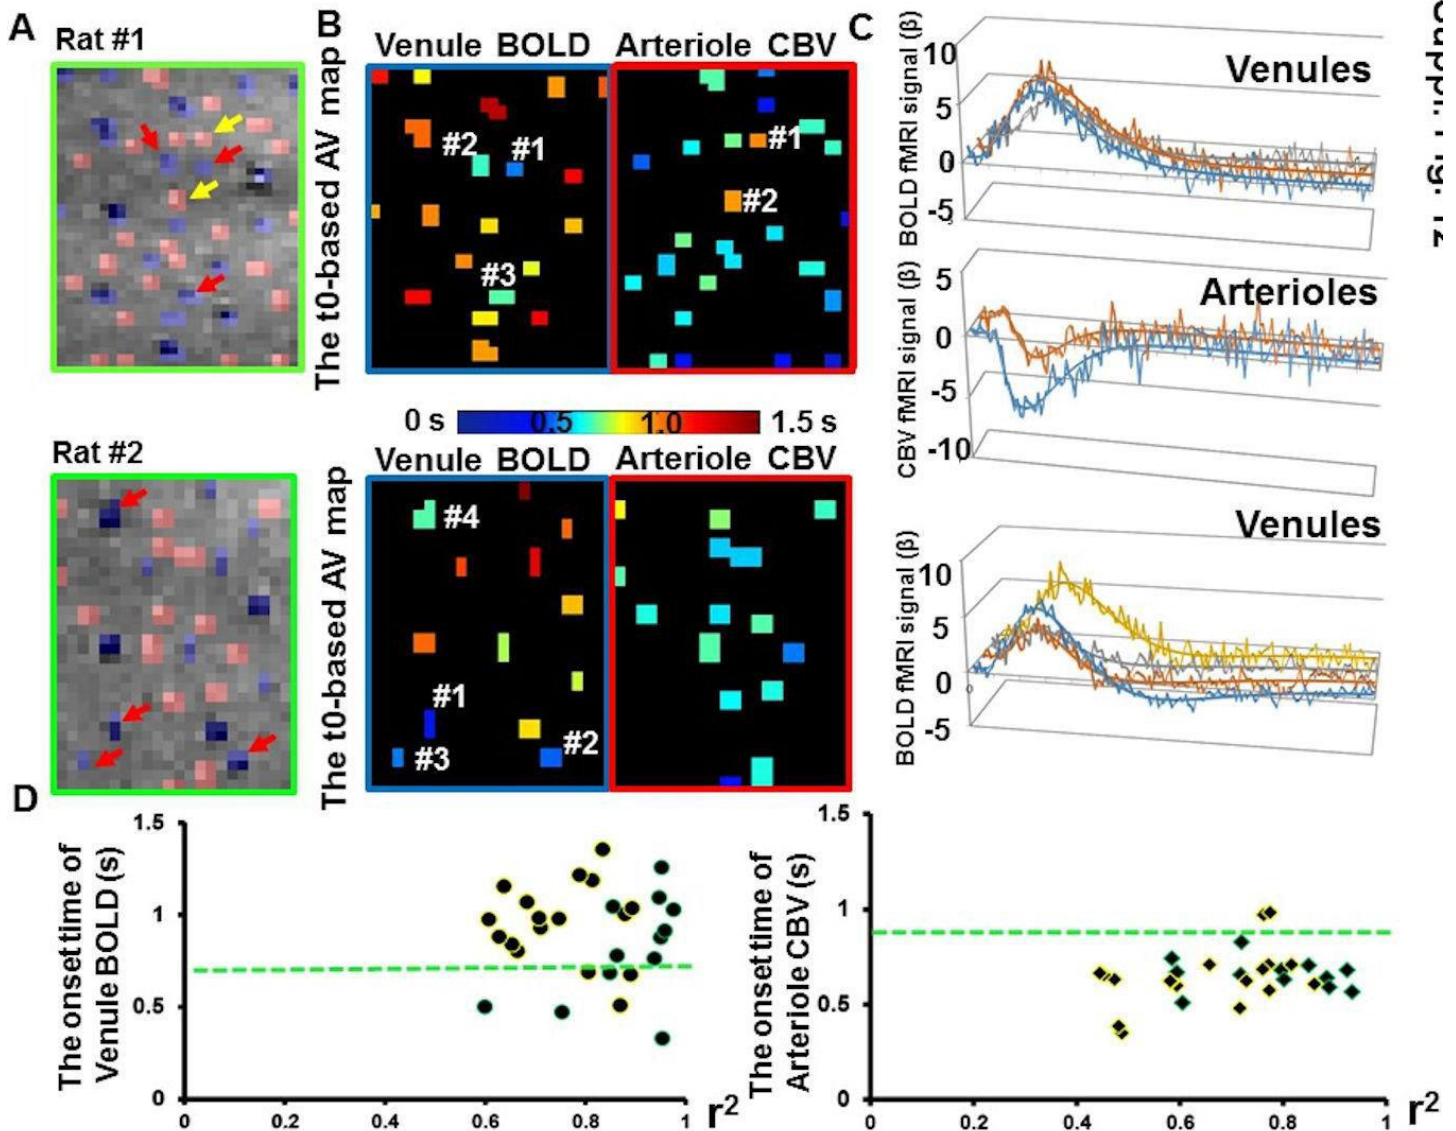 A
Rat #1
B
Venule BOLD
Arteriole CBV
The t0-based AV map
#2
#1
#3
#1
#2
C
BOLD fMRI signal (β)
10
5
0
-5
Venules
CBV fMRI signal (β)
5
0
-5
-10
Arterioles
0 s
0.5
1.0
1.5 s
Rat #2
Venule BOLD
Arteriole CBV
The t0-based AV map
#4
#1
#2
#3
BOLD fMRI signal (β)
10
5
0
0
-5
Venules
D
The onsettime of
Venule BOLD (s)
1.5
1
0.5
0
0
0.2
0.4
0.6
0.8
1
r²
The onsettime of
Arteriole CBV (s)
1.5
1
0.5
0
0
0.2
0.4
0.6
0.8
1
r²